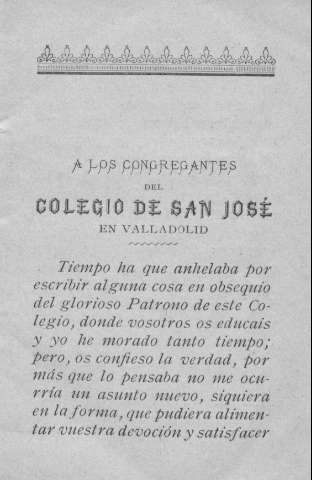 A LOS CONGREGANTES
DEL
COLEGIO DE SAN JOSÉ
EN VALLADOLID
Tiempo ha que anhelaba por
escribir alguna cosa en obsequio
del glorioso Patrono de este Co-
legio, donde vosotros os educais
y yo he morado tanto tiempo;
pero, os confieso la verdad, por
más que lo pensaba no me ocu-
rría un asunto nuevo, siquiera
en la forma, que pudiera alimen-
tar vuestra devoción y satisfacer